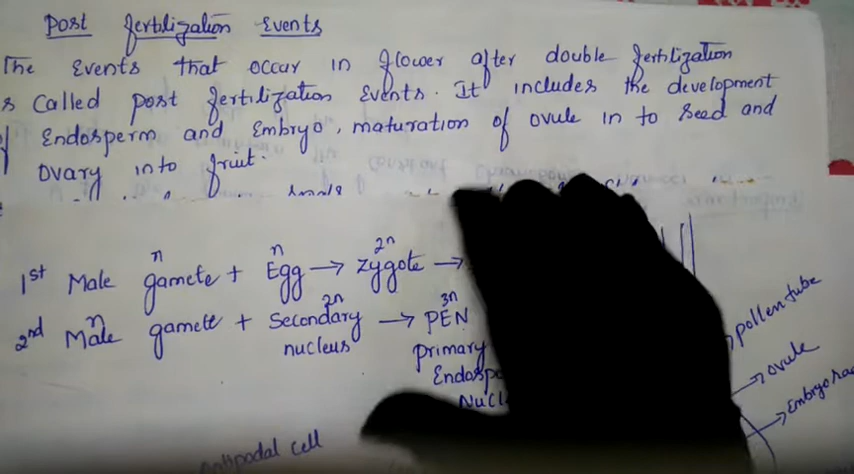 Post fertilization Events
The Events that occur in flower after double fertilization
is Called post fertilization Events. It includes the development
of Endosperm and Embryo, maturation of ovule in to seed and
ovary into fruit.
n n 2n
1st Male gamete + Egg → zygote →
n 2n 3n
2nd Male gamete + Secondary → PEN
nucleus primary
pollen tube
ovule
Embryo
cell